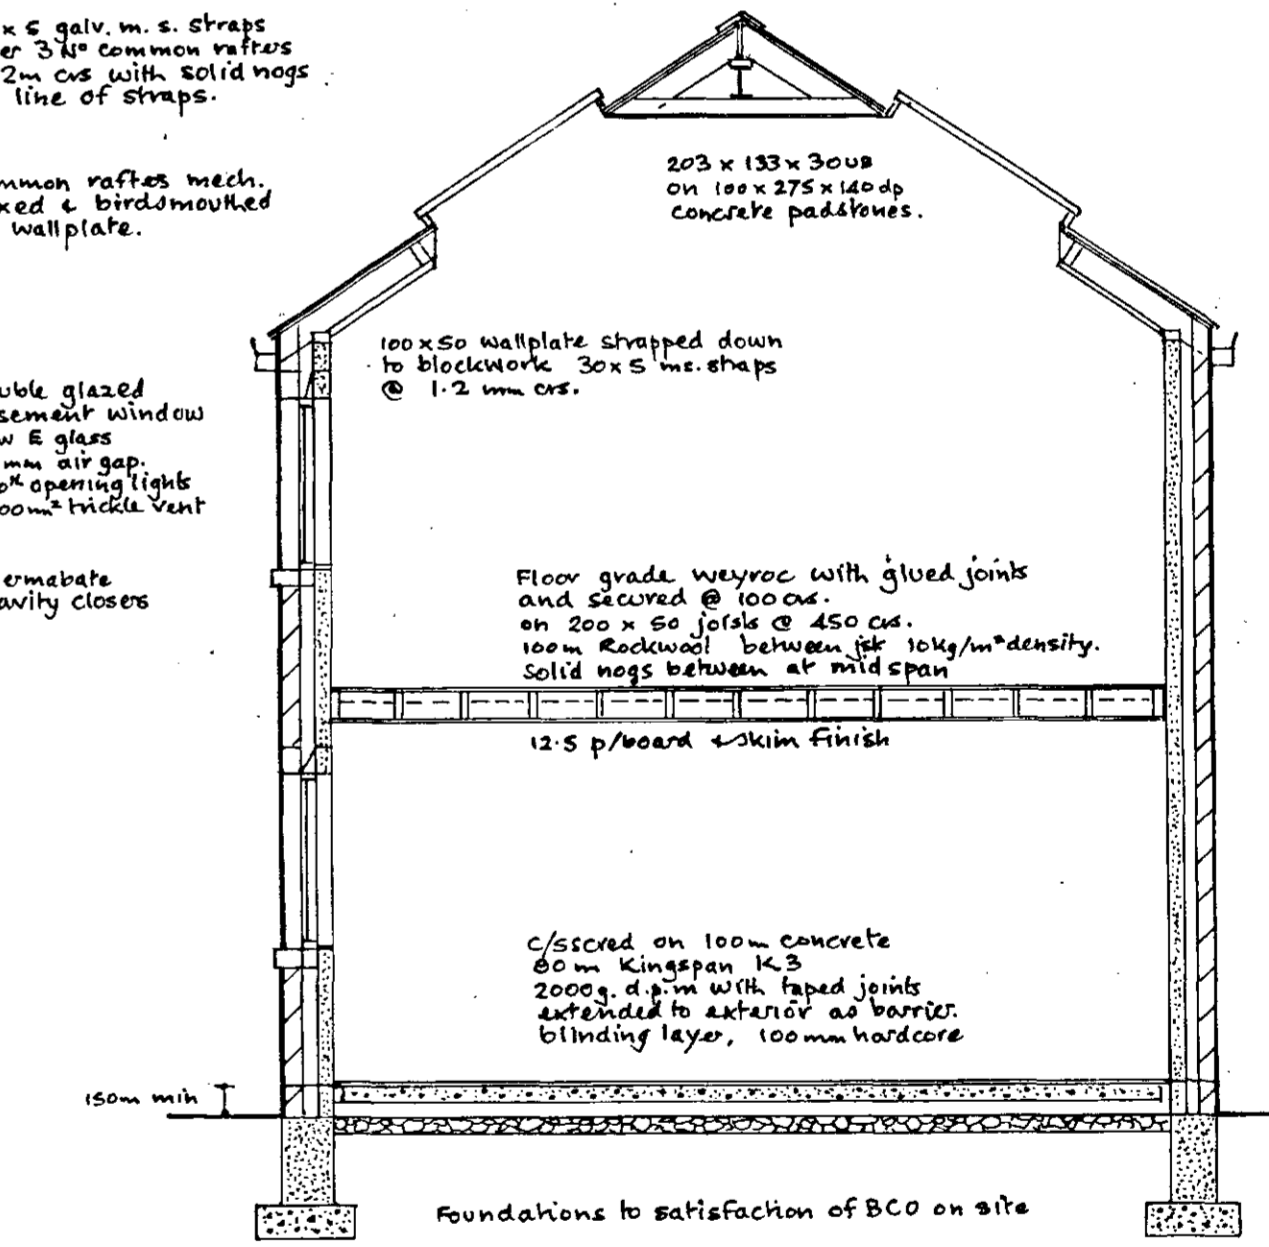 x 5 galv. m. s. straps
er 3 No common rafters
2m crs with solid nogs
line of straps.
mmon rafters mech.
xed & birdsmouthed
wallplate.
203 x 133 x 30 UB
on 100 x 275 x 140 dp
concrete padstones.
100 x 50 wallplate strapped down
to blockwork 30 x 5 ms. straps
@ 1.2 mm crs.
uble glazed
sement window
w E glass
mm air gap.
opening lights
00mm² trickle vent
ermabate
avity closers
Floor grade weyroc with glued joints
and secured @ 100 crs.
on 200 x 50 joists @ 450 crs.
100m Rockwool between jst 10kg/m³ density.
Solid nogs between at midspan
12.5 p/board & skim finish
c/sscred on 100m concrete
80m Kingspan K3
2000g. d.p.m with taped joints
extended to exterior as barrier.
blinding layer, 100mm hardcore
150m min
Foundations to satisfaction of BCO on site